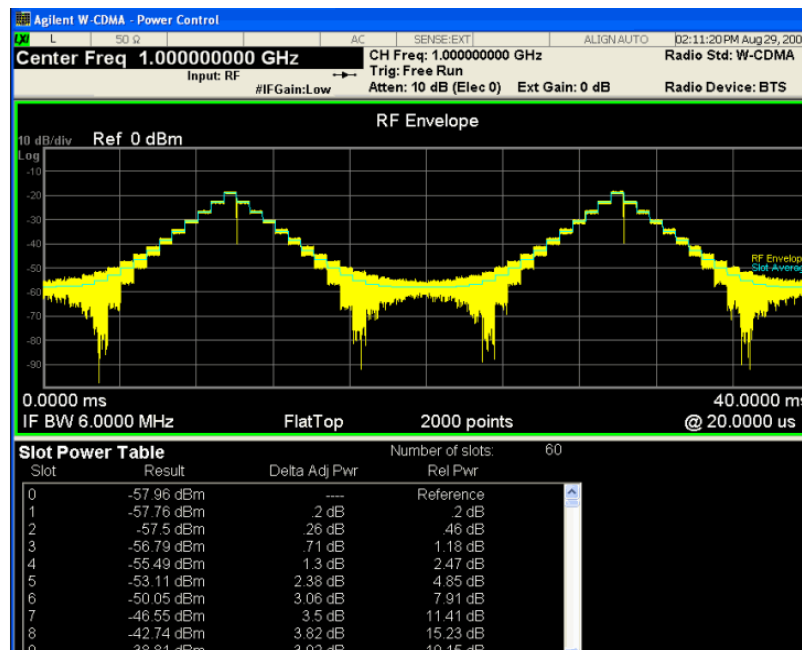 Agilent W-CDMA - Power Control
LXI L 50 Ω AC SENSE:EXT ALIGN AUTO 02:11:20 PM Aug 29, 200
Center Freq 1.000000000 GHz CH Freq: 1.000000000 GHz Radio Std: W-CDMA
Input: RF Trig: Free Run
#IFGain:Low Atten: 10 dB (Elec 0) Ext Gain: 0 dB Radio Device: BTS
RF Envelope
10 dB/div Ref 0 dBm
Log
-10
-20
-30
-40
-50
-60
-70
-80
-90
RF Envelop
Slot Averag
0.0000 ms 40.0000 ms
IF BW 6.0000 MHz FlatTop 2000 points @ 20.0000 us
Slot Power Table Number of slots: 60
Slot Result Delta Adj Pwr Rel Pwr
0 -57.96 dBm ---- Reference
1 -57.76 dBm .2 dB .2 dB
2 -57.5 dBm .26 dB .46 dB
3 -56.79 dBm .71 dB 1.18 dB
4 -55.49 dBm 1.3 dB 2.47 dB
5 -53.11 dBm 2.38 dB 4.85 dB
6 -50.05 dBm 3.06 dB 7.91 dB
7 -46.55 dBm 3.5 dB 11.41 dB
8 -42.74 dBm 3.82 dB 15.23 dB